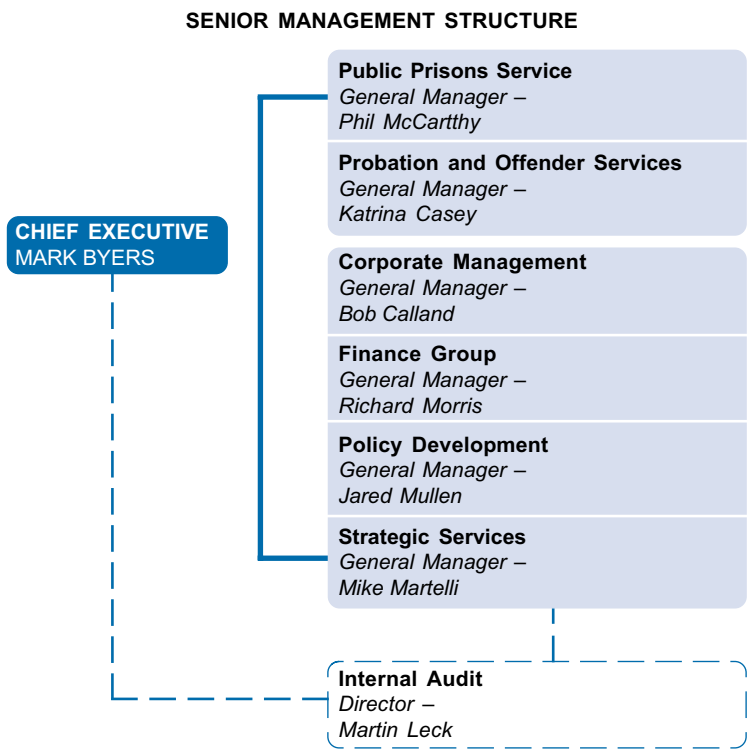 SENIOR MANAGEMENT STRUCTURE
CHIEF EXECUTIVE
MARK BYERS
Public Prisons Service
General Manager –
Phil McCartthy
Probation and Offender Services
General Manager –
Katrina Casey
Corporate Management
General Manager –
Bob Calland
Finance Group
General Manager –
Richard Morris
Policy Development
General Manager –
Jared Mullen
Strategic Services
General Manager –
Mike Martelli
Internal Audit
Director –
Martin Leck